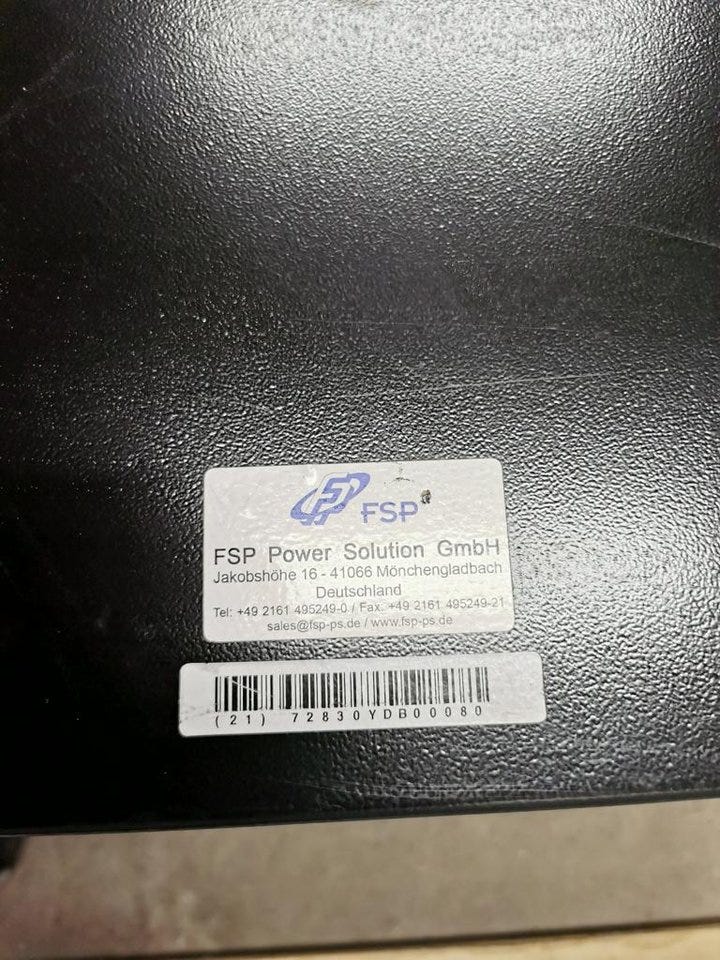 FSP
FSP Power Solution GmbH
Jakobshöhe 16 - 41066 Mönchengladbach
Deutschland
Tel: +49 2161 495249-0 / Fax: +49 2161 495249-21
sales@fsp-ps.de / www.fsp-ps.de
(21) 72830YDB00080